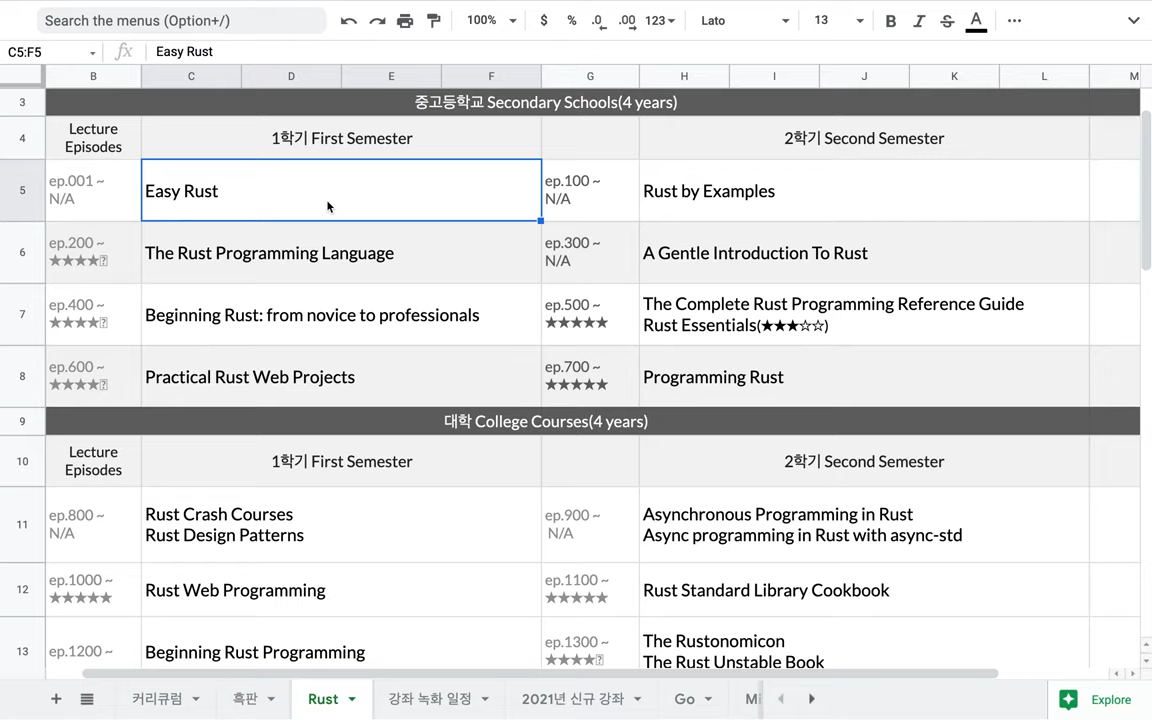 Search the menus (Option+/)
100%
$ % .0 .00 123
Lato
13
B I S A
C5:F5
fx
Easy Rust
B C D E F G H I J K L M
3
중고등학교 Secondary Schools(4 years)
4
Lecture
Episodes
1학기 First Semester
2학기 Second Semester
5
ep.001 ~
N/A
Easy Rust
ep.100 ~
N/A
Rust by Examples
6
ep.200 ~
★★★★⍰
The Rust Programming Language
ep.300 ~
N/A
A Gentle Introduction To Rust
7
ep.400 ~
★★★★⍰
Beginning Rust: from novice to professionals
ep.500 ~
★★★★★
The Complete Rust Programming Reference Guide
Rust Essentials(★★★☆☆)
8
ep.600 ~
★★★★⍰
Practical Rust Web Projects
ep.700 ~
★★★★★
Programming Rust
9
대학 College Courses(4 years)
10
Lecture
Episodes
1학기 First Semester
2학기 Second Semester
11
ep.800 ~
N/A
Rust Crash Courses
Rust Design Patterns
ep.900 ~
N/A
Asynchronous Programming in Rust
Async programming in Rust with async-std
12
ep.1000 ~
★★★★★
Rust Web Programming
ep.1100 ~
★★★★★
Rust Standard Library Cookbook
13
ep.1200 ~
Beginning Rust Programming
ep.1300 ~
★★★★⍰
The Rustonomicon
The Rust Unstable Book
커리큘럼
흑판
Rust
강좌 녹화 일정
2021년 신규 강좌
Go
Mi
Explore